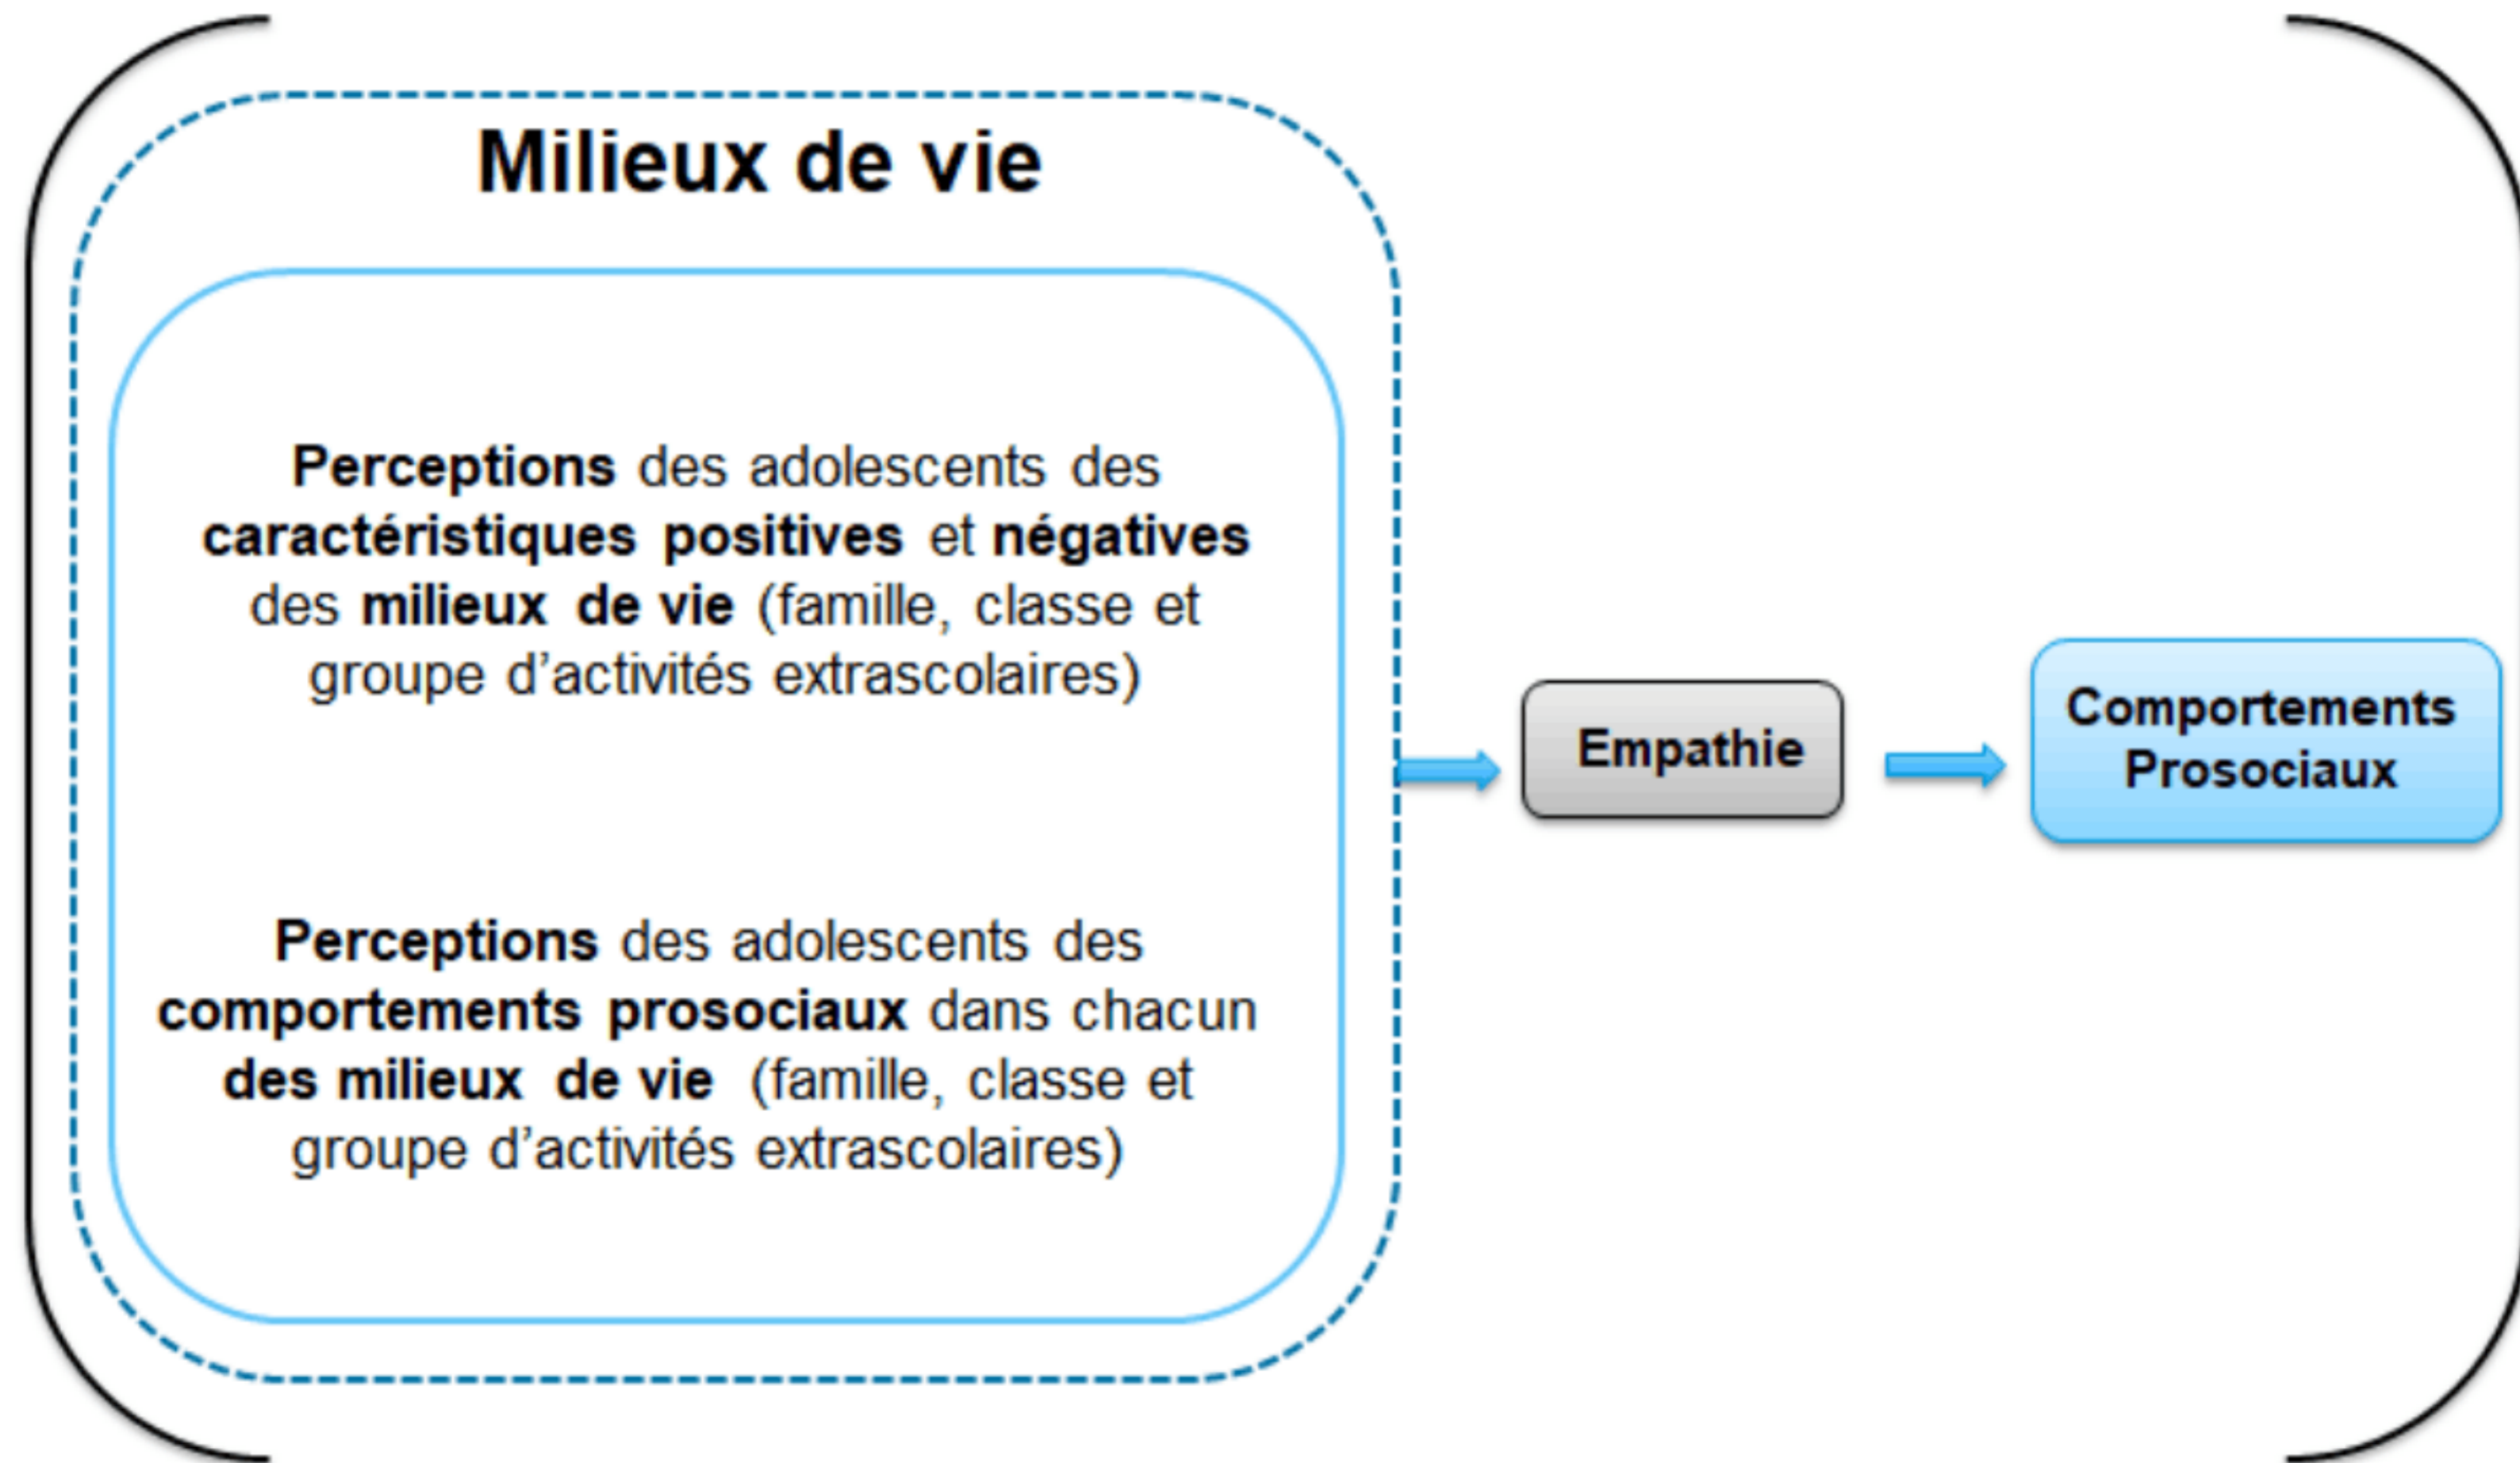 Milieux de vie
Perceptions des adolescents des
caractéristiques positives et négatives
des milieux de vie (famille, classe et
groupe d’activités extrascolaires)
Perceptions des adolescents des
comportements prosociaux dans chacun
des milieux de vie (famille, classe et
groupe d’activités extrascolaires)
Empathie
Comportements
Prosociaux